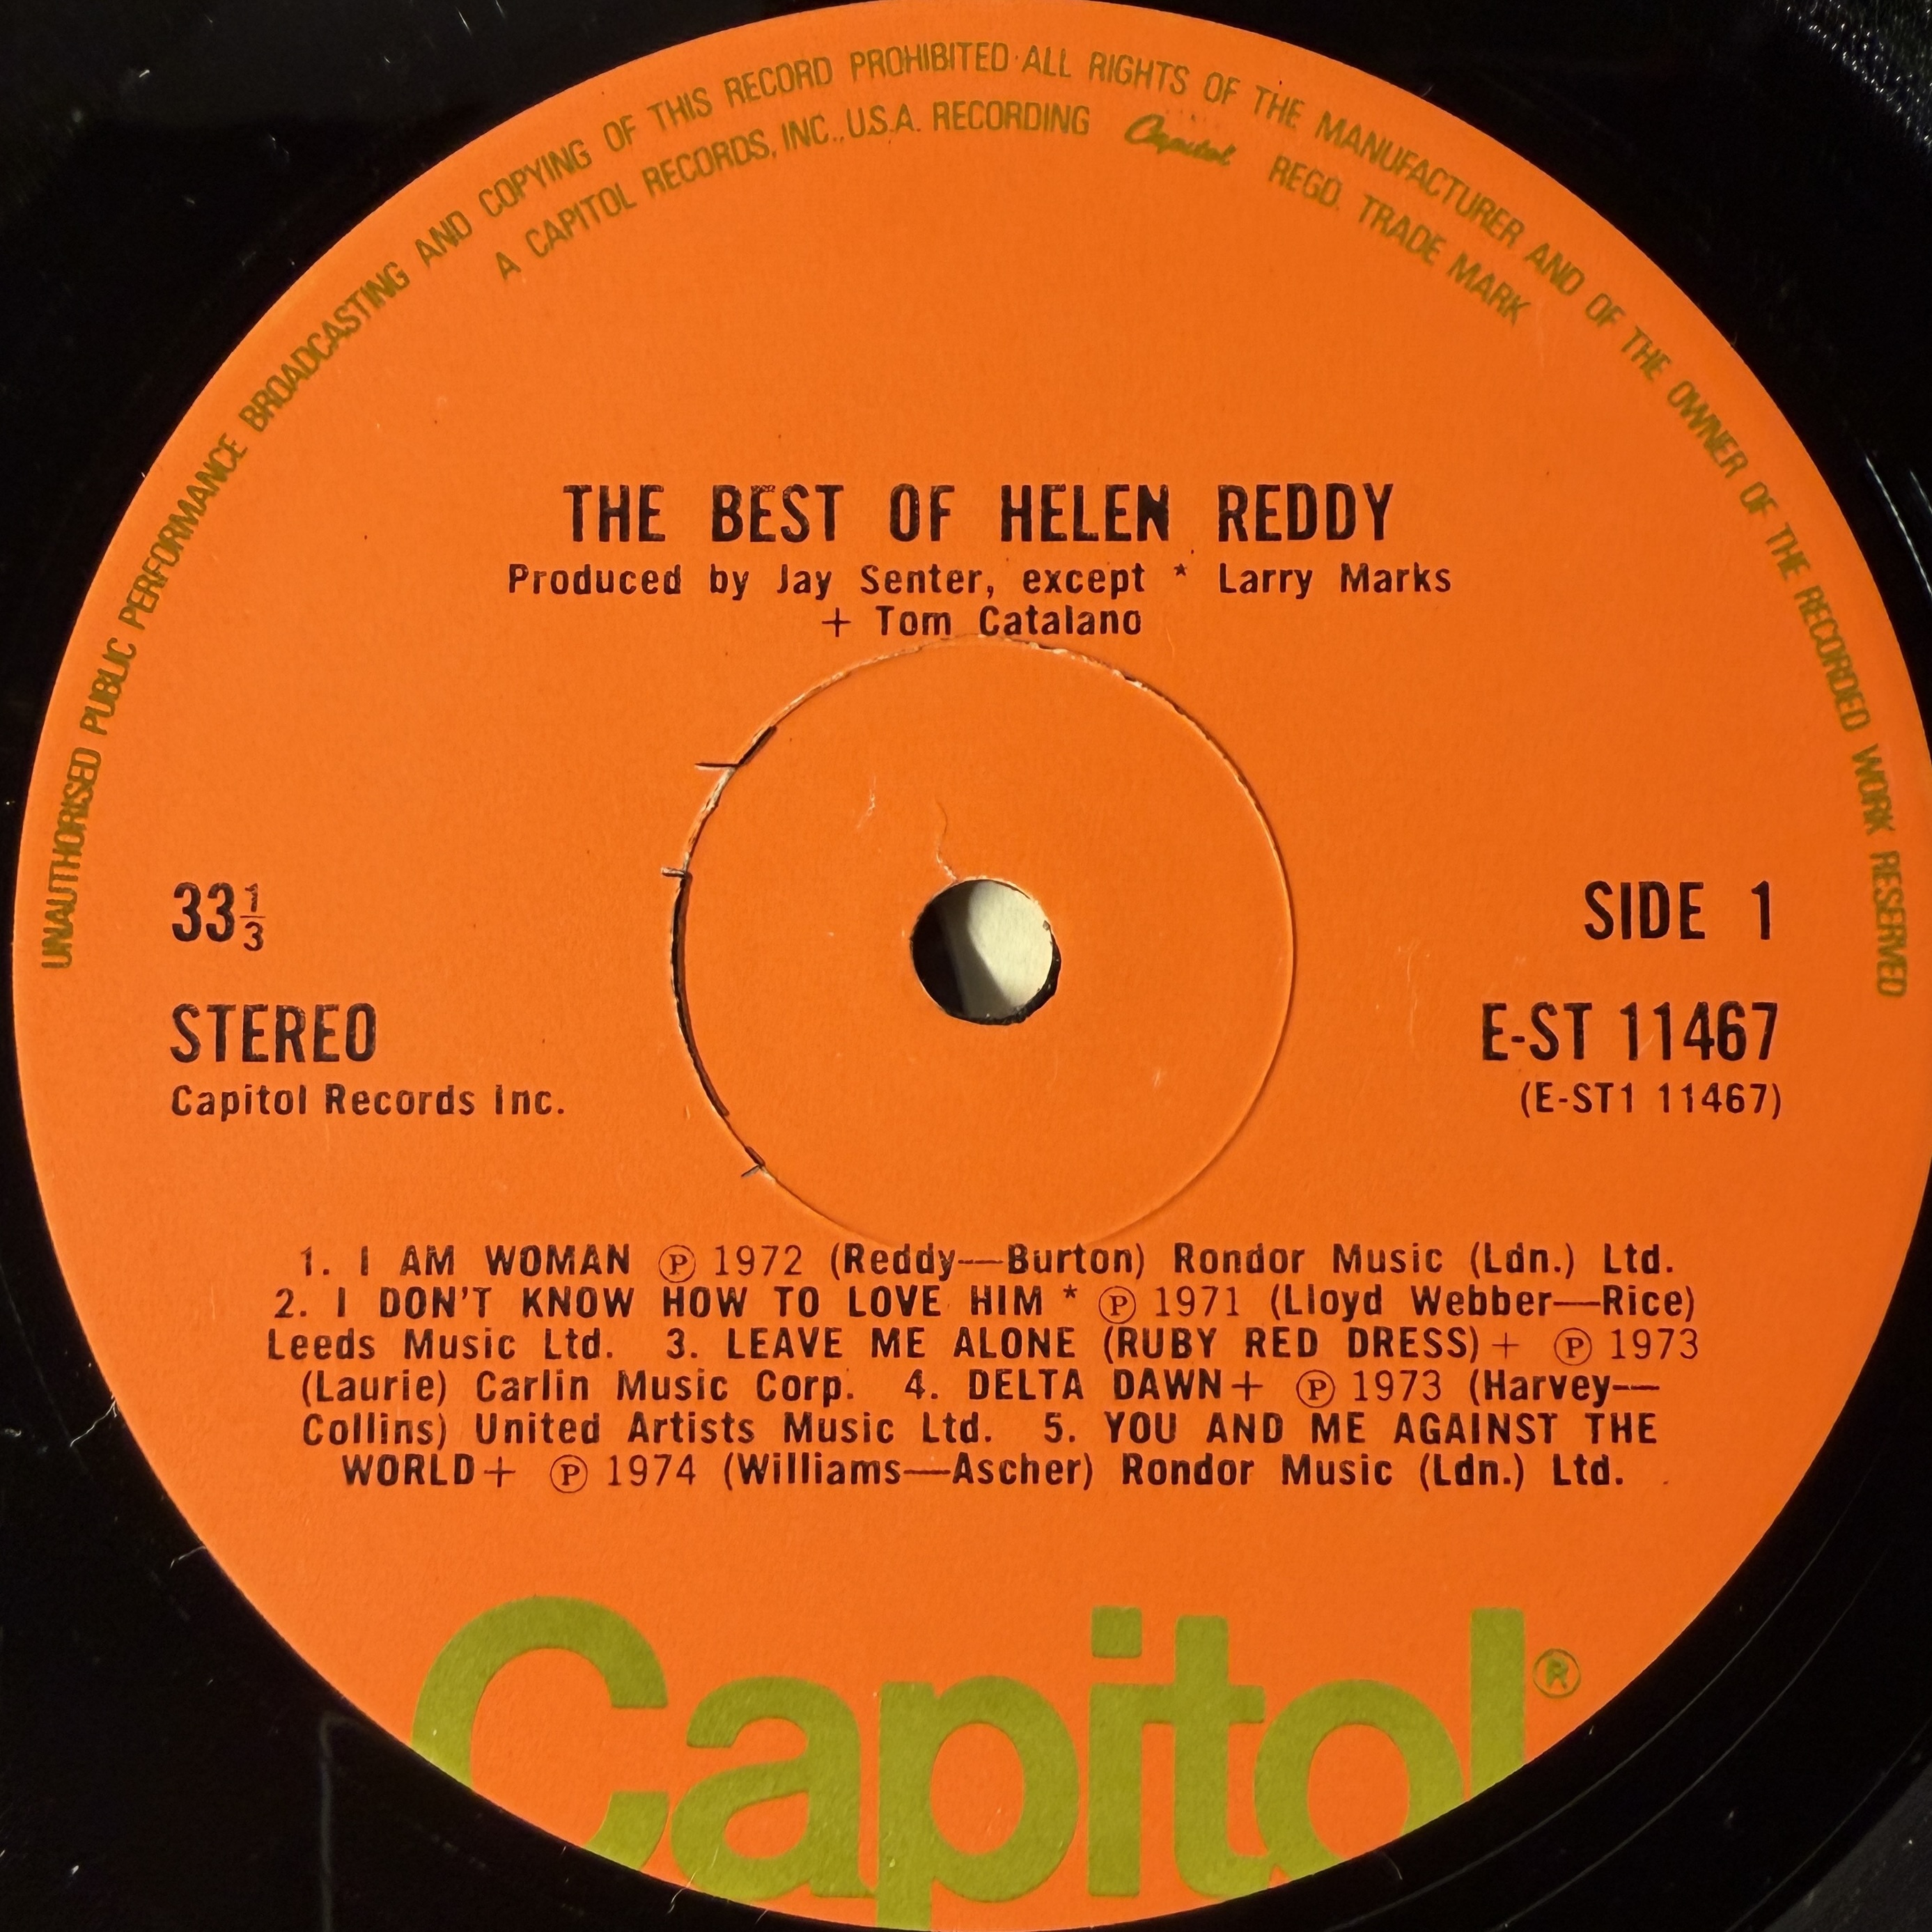 UNAUTHORISED PUBLIC PERFORMANCE BROADCASTING AND COPYING OF THIS RECORD PROHIBITED·ALL RIGHTS OF THE MANUFACTURER AND OF THE OWNER OF THE RECORDED WORK RESERVED
A CAPITOL RECORDS, INC., U.S.A. RECORDING Capitol REGD. TRADE MARK
THE BEST OF HELEN REDDY
Produced by Jay Senter, except * Larry Marks
+ Tom Catalano
33⅓
SIDE 1
STEREO
E-ST 11467
Capitol Records Inc.
(E-ST1 11467)
1. I AM WOMAN Ⓟ 1972 (Reddy—Burton) Rondor Music (Ldn.) Ltd.
2. I DON'T KNOW HOW TO LOVE HIM * Ⓟ 1971 (Lloyd Webber—Rice)
Leeds Music Ltd. 3. LEAVE ME ALONE (RUBY RED DRESS) + Ⓟ 1973
(Laurie) Carlin Music Corp. 4. DELTA DAWN + Ⓟ 1973 (Harvey—
Collins) United Artists Music Ltd. 5. YOU AND ME AGAINST THE
WORLD + Ⓟ 1974 (Williams—Ascher) Rondor Music (Ldn.) Ltd.
Capitol®